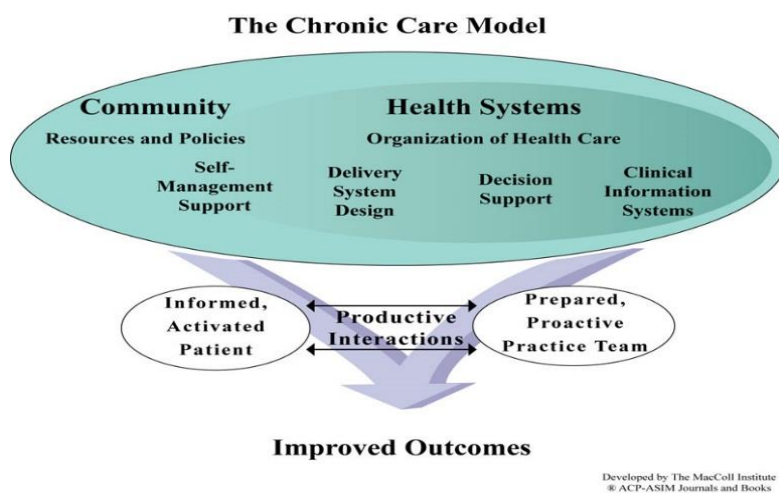 The Chronic Care Model
Community
Resources and Policies
Health Systems
Organization of Health Care
Self-
Management
Support
Delivery
System
Design
Decision
Support
Clinical
Information
Systems
Informed,
Activated
Patient
Productive
Interactions
Prepared,
Proactive
Practice Team
Improved Outcomes
Developed by The MacColl Institute
® ACP-ASIM Journals and Books